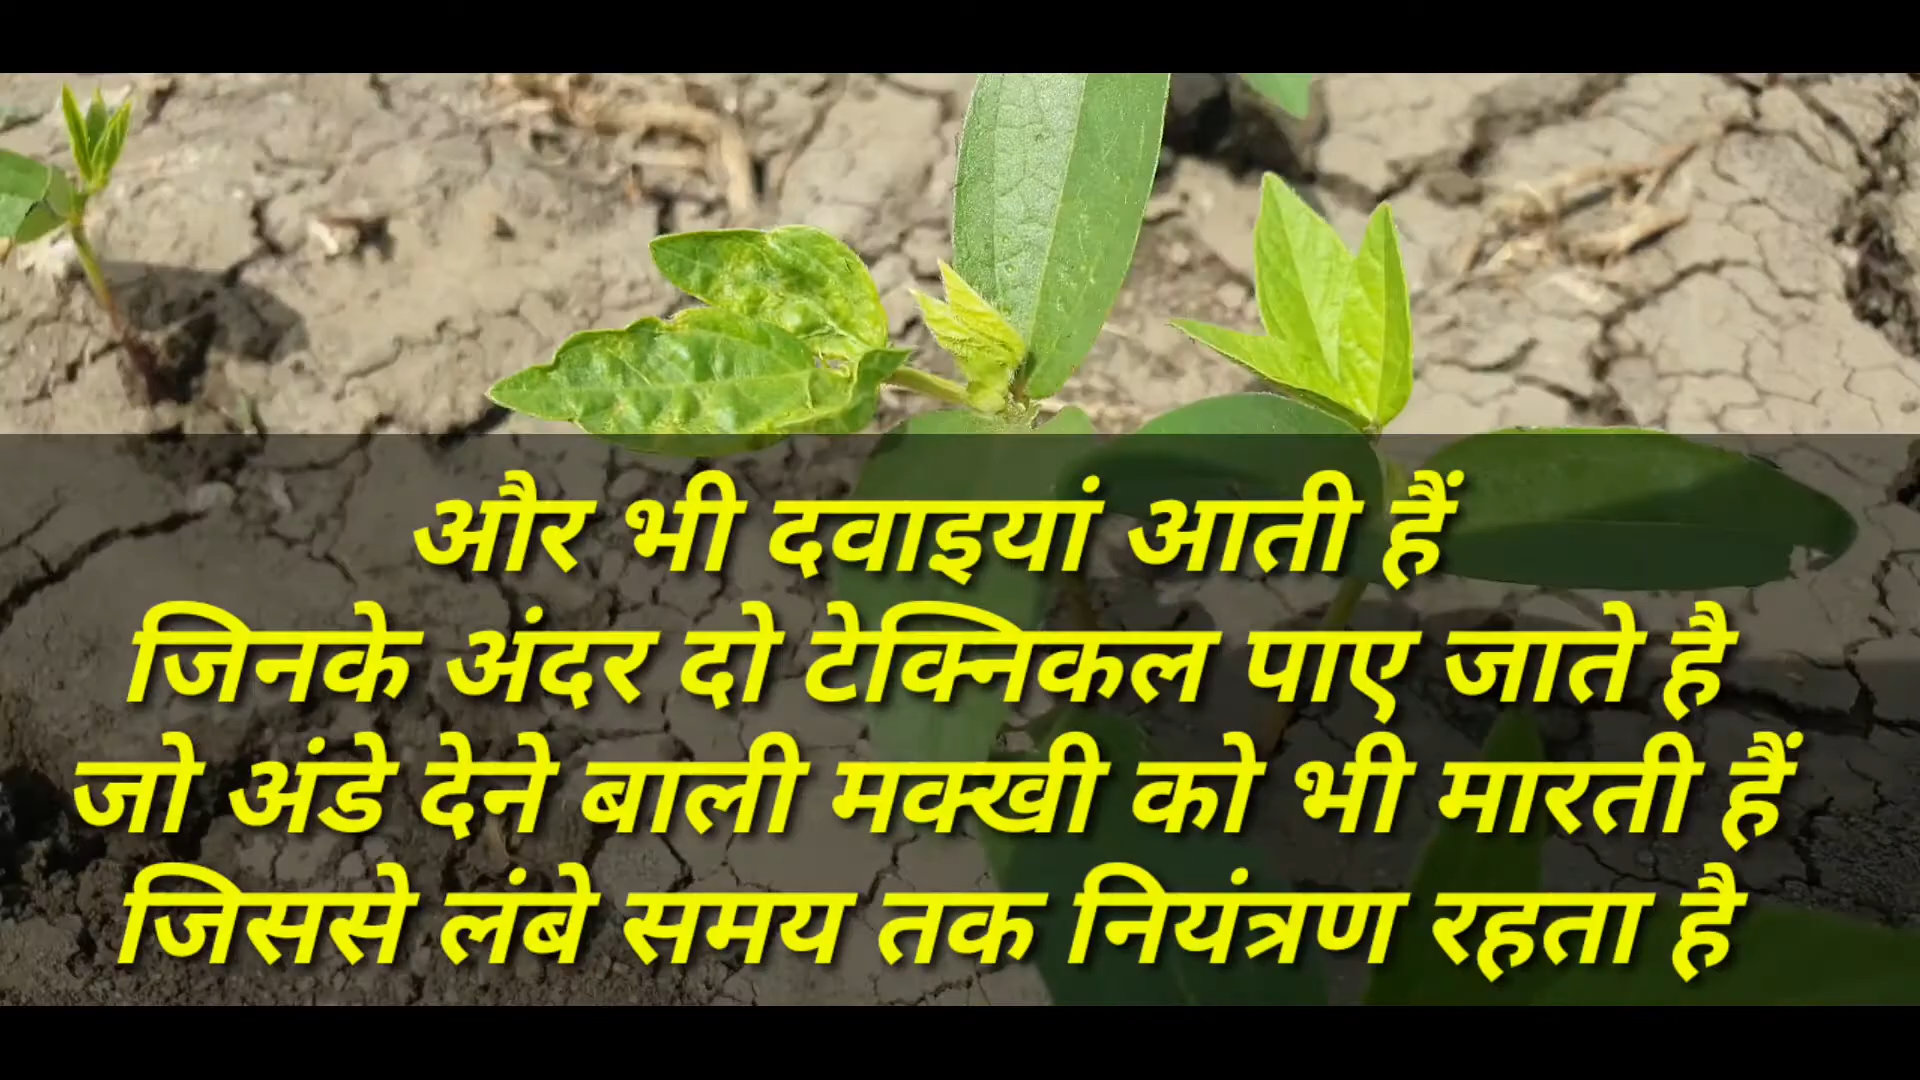 और भी दवाइयां आती हैं
जिनके अंदर दो टेक्निकल पाए जाते है
जो अंडे देने बाली मक्खी को भी मारती हैं
जिससे लंबे समय तक नियंत्रण रहता है